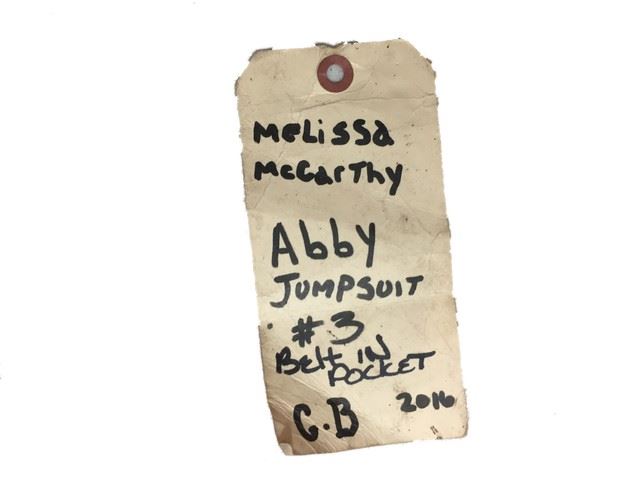 Melissa
McCarthy
Abby
Jumpsuit
#3
Belt in
Pocket
G.B 2016